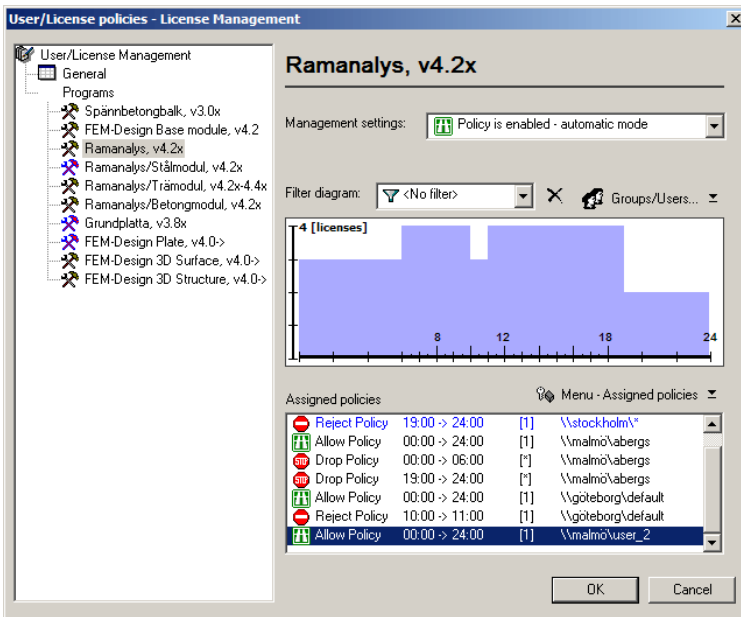 User/License policies - License Management
User/License Management
General
Programs
Spännbetongbalk, v3.0x
FEM-Design Base module, v4.2
Ramanalys, v4.2x
Ramanalys/Stålmodul, v4.2x
Ramanalys/Trämodul, v4.2x-4.4x
Ramanalys/Betongmodul, v4.2x
Grundplatta, v3.8x
FEM-Design Plate, v4.0->
FEM-Design 3D Surface, v4.0->
FEM-Design 3D Structure, v4.0->
Ramanalys, v4.2x
Management settings: Policy is enabled - automatic mode
Filter diagram: <No filter> Groups/Users...
4 [licenses]
8 12 18 24
Assigned policies Menu - Assigned policies
Reject Policy 19:00 -> 24:00 [1] \\stockholm\*
Allow Policy 00:00 -> 24:00 [1] \\malmö\abergs
STOP Drop Policy 00:00 -> 06:00 [*] \\malmö\abergs
STOP Drop Policy 19:00 -> 24:00 [*] \\malmö\abergs
Allow Policy 00:00 -> 24:00 [1] \\göteborg\default
Reject Policy 10:00 -> 11:00 [1] \\göteborg\default
Allow Policy 00:00 -> 24:00 [1] \\malmö\user_2
OK Cancel